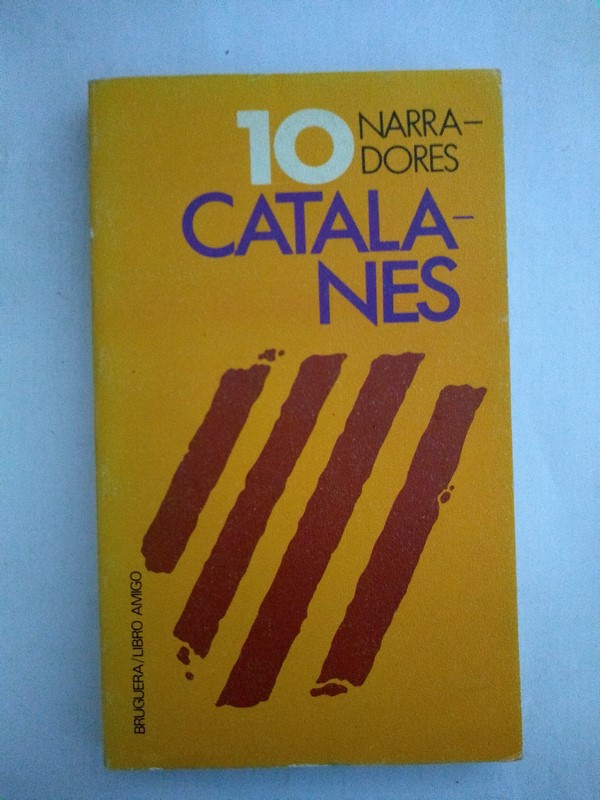 10 NARRA-
DORES
CATALA-
NES
BRUGUERA/LIBRO AMIGO